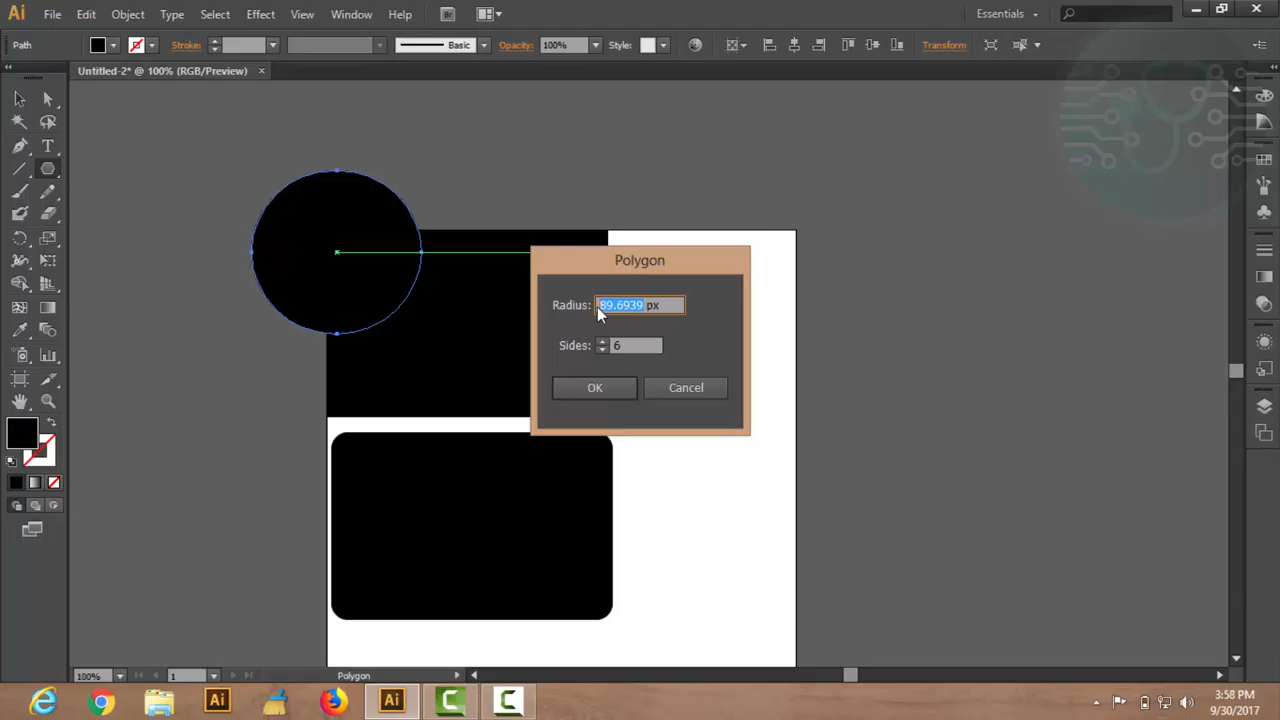 Ai File Edit Object Type Select Effect View Window Help Br Essentials
Path Stroke: Basic Opacity: 100% Style: Transform
Untitled-2* @ 100% (RGB/Preview)
Polygon
Radius: 89.6939 px
Sides: 6
OK Cancel
100% 1 Polygon
3:58 PM
9/30/2017